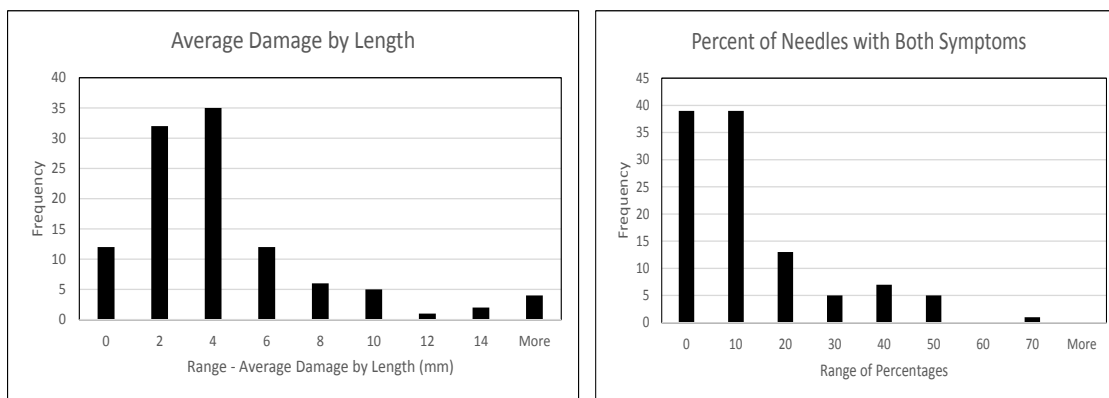 Average Damage by Length
Frequency
40
35
30
25
20
15
10
5
0
0 2 4 6 8 10 12 14 More
Range - Average Damage by Length (mm)
Percent of Needles with Both Symptoms
Frequency
45
40
35
30
25
20
15
10
5
0
0 10 20 30 40 50 60 70 More
Range of Percentages